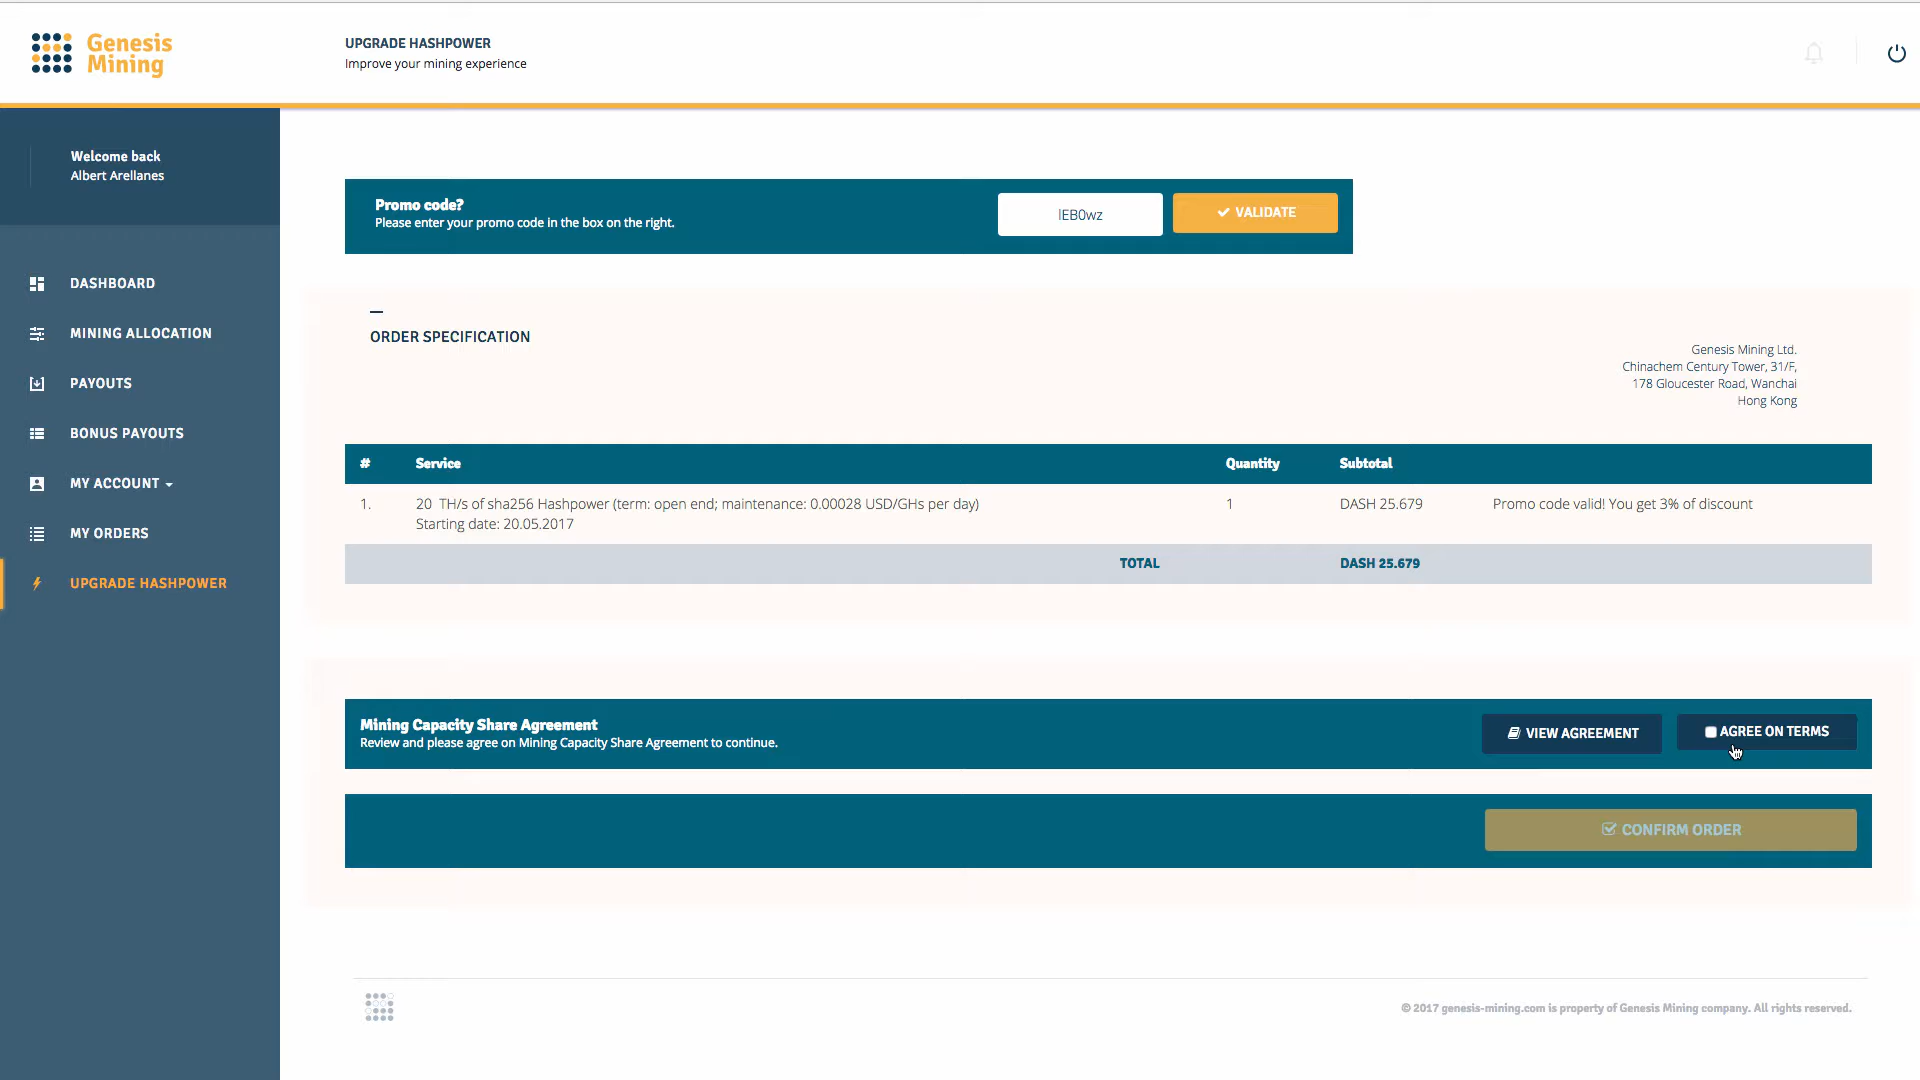 Genesis
Mining
UPGRADE HASHPOWER
Improve your mining experience
Welcome back
Albert Arellanes
DASHBOARD
MINING ALLOCATION
PAYOUTS
BONUS PAYOUTS
MY ACCOUNT
MY ORDERS
UPGRADE HASHPOWER
Promo code?
Please enter your promo code in the box on the right.
lEB0wz
VALIDATE
ORDER SPECIFICATION
Genesis Mining Ltd.
Chinachem Century Tower, 31/F,
178 Gloucester Road, Wanchai
Hong Kong
# Service Quantity Subtotal
1. 20 TH/s of sha256 Hashpower (term: open end; maintenance: 0.00028 USD/GHs per day) 1 DASH 25.679 Promo code valid! You get 3% of discount
Starting date: 20.05.2017
TOTAL DASH 25.679
Mining Capacity Share Agreement
Review and please agree on Mining Capacity Share Agreement to continue.
VIEW AGREEMENT
AGREE ON TERMS
CONFIRM ORDER
© 2017 genesis-mining.com is property of Genesis Mining company. All rights reserved.